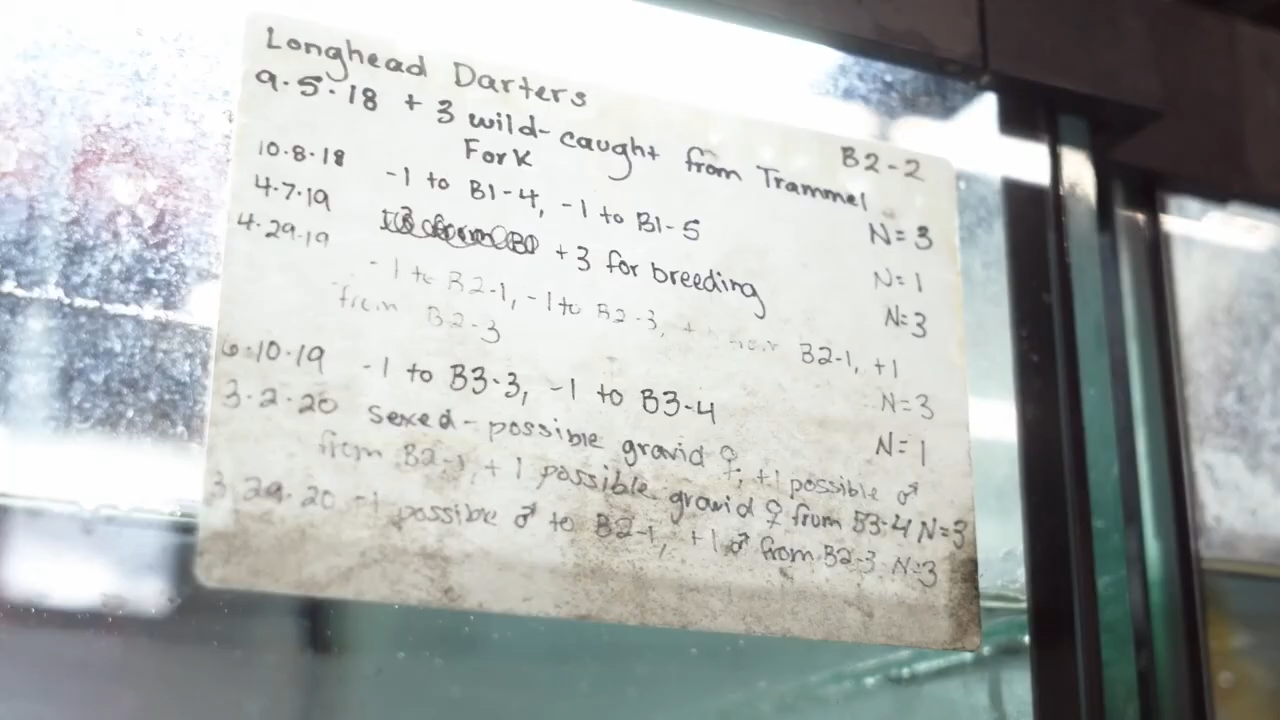 Longhead Darters B2-2
9.5.18 + 3 wild-caught from Trammel
Fork N=3
10.8.18 -1 to B1-4, -1 to B1-5 N=1
4.7.19 +3 for breeding N=3
4.29.19 -1 to B2-1, -1 to B2-3, + B2-1, +1
from B2-3 N=3
6.10.19 -1 to B3-3, -1 to B3-4 N=1
3.2.20 sexed-possible gravid ♀, +1 possible ♂
from B2-1, +1 possible gravid ♀ from B3-4 N=3
3.29.20 -1 possible ♂ to B2-1, +1 ♂ from B2-3 N=3